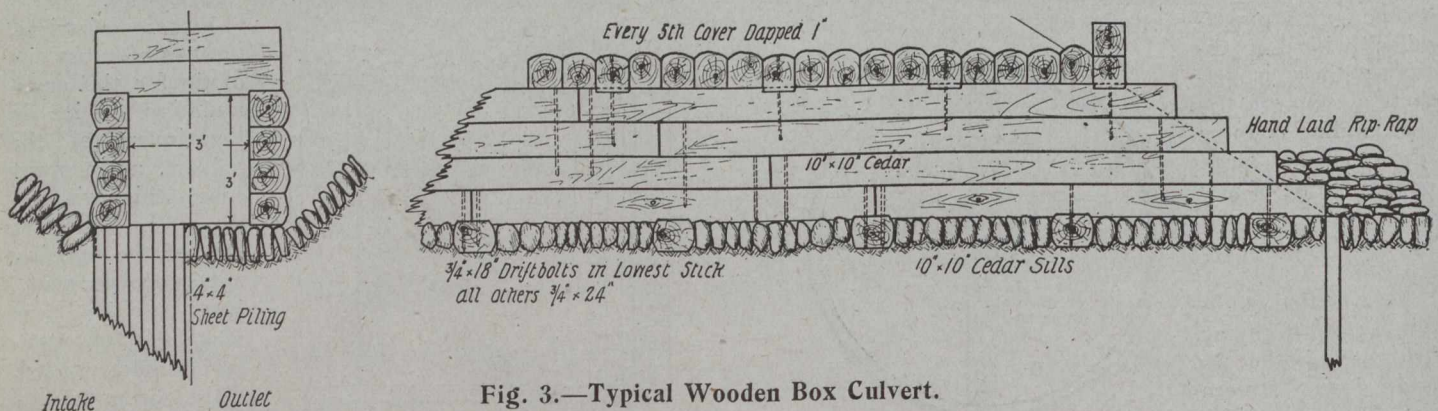 Every 5th Cover Dapped 1"
Hand Laid Rip-Rap
3'
3'
10"×10" Cedar
3/4"×18" Driftbolts in Lowest Stick
all others 3/4"×24"
10"×10" Cedar Sills
4"×4"
Sheet Piling
Intake Outlet
Fig. 3.—Typical Wooden Box Culvert.